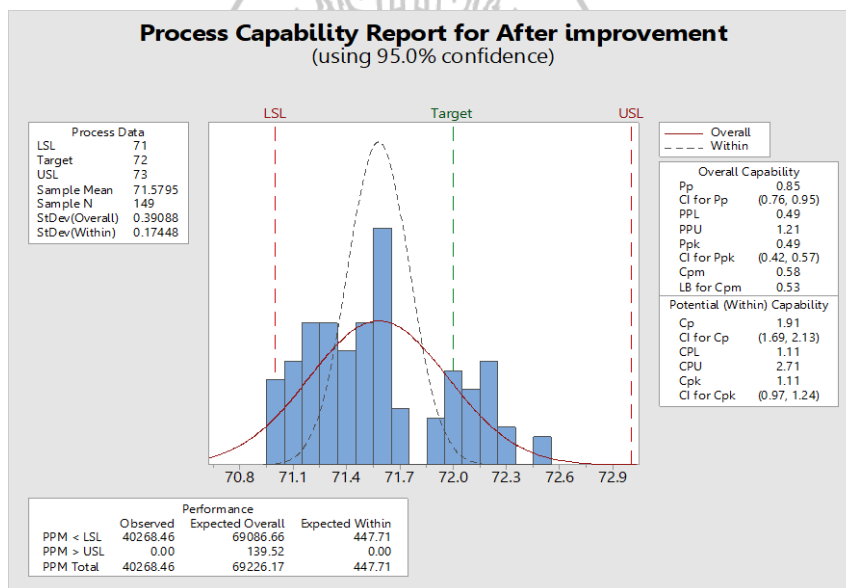 Process Capability Report for After improvement
(using 95.0% confidence)
LSL Target USL
Process Data
LSL 71
Target 72
USL 73
Sample Mean 71.5795
Sample N 149
StDev(Overall) 0.39088
StDev(Within) 0.17448
Overall
Within
Overall Capability
Pp 0.85
CI for Pp (0.76, 0.95)
PPL 0.49
PPU 1.21
Ppk 0.49
CI for Ppk (0.42, 0.57)
Cpm 0.58
LB for Cpm 0.53
Potential (Within) Capability
Cp 1.91
CI for Cp (1.69, 2.13)
CPL 1.11
CPU 2.71
Cpk 1.11
CI for Cpk (0.97, 1.24)
70.8 71.1 71.4 71.7 72.0 72.3 72.6 72.9
Performance
Observed Expected Overall Expected Within
PPM < LSL 40268.46 69086.66 447.71
PPM > USL 0.00 139.52 0.00
PPM Total 40268.46 69226.17 447.71